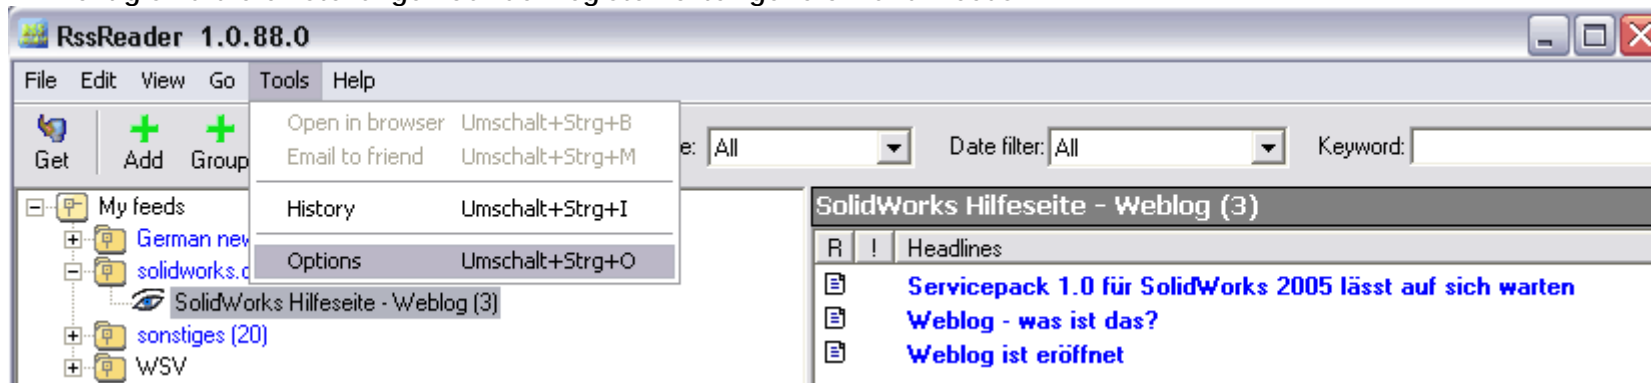 RssReader 1.0.88.0
File Edit View Go Tools Help
Get Add Group
Open in browser Umschalt+Strg+B
Email to friend Umschalt+Strg+M
History Umschalt+Strg+I
Options Umschalt+Strg+O
e: All Date filter: All Keyword:
My feeds
German new
solidworks.
SolidWorks Hilfeseite - Weblog (3)
sonstiges (20)
WSV
SolidWorks Hilfeseite - Weblog (3)
R ! Headlines
Servicepack 1.0 für SolidWorks 2005 lässt auf sich warten
Weblog - was ist das?
Weblog ist eröffnet